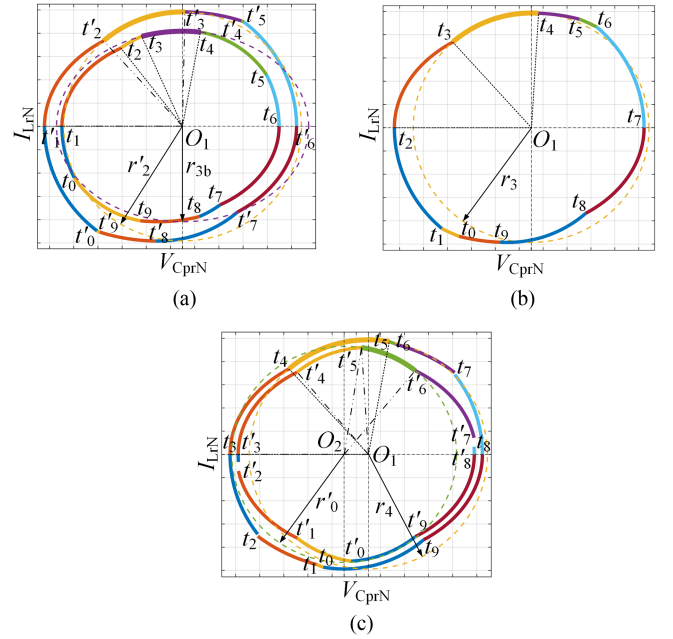 t'2 t'3 t'5
t2 t3 t4 t'4
t5
t6
ILrN
t'1 t1 O1 t'6
r'2 r3b
t0 t7
t9 t8
t'0 t'9 t'8 t'7
VCprN
(a)
t3 t4 t5 t6
ILrN
t2 O1 t7
r3
t1 t0 t9 t8
VCprN
(b)
t4 t'4 t'5 t5 t6
t'6 t7
ILrN
t3 t'3 O2 O1 t'7 t8
t'2 t'8
r'0 r4
t2 t'1 t'9
t1 t0 t'0 t9
VCprN
(c)